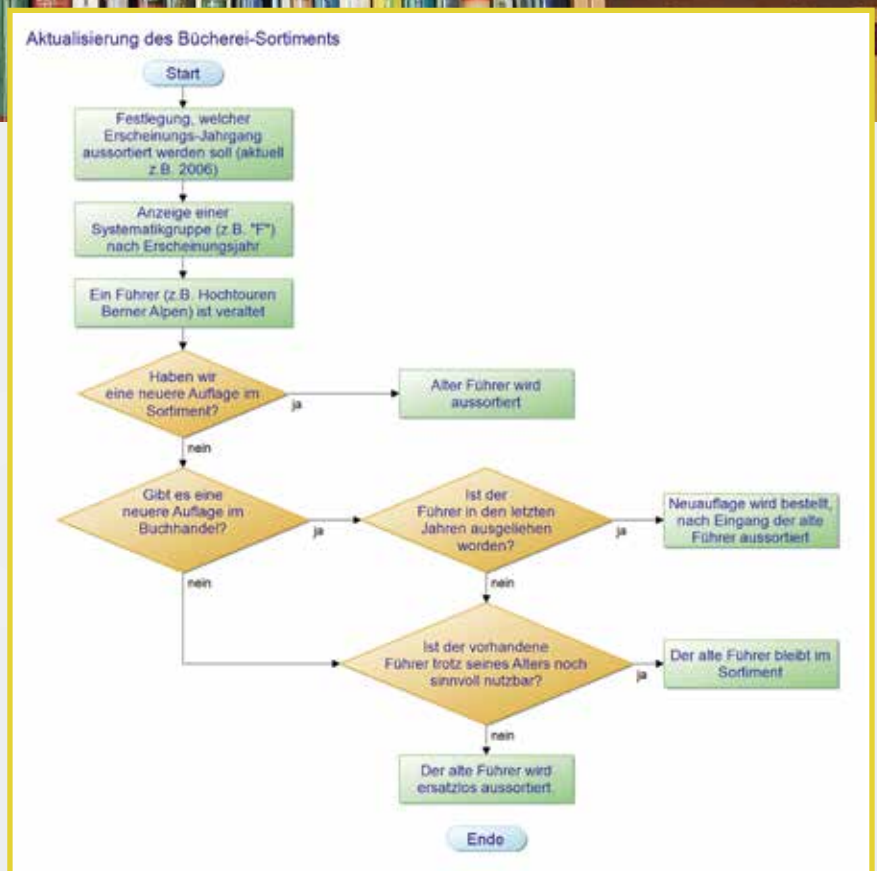 Aktualisierung des Bücherei-Sortiments
Start
Festlegung, welcher
Erscheinungs-Jahrgang
aussortiert werden soll (aktuell
z.B. 2006)
Anzeige einer
Systematikgruppe (z.B. "F")
nach Erscheinungsjahr
Ein Führer (z.B. Hochtouren
Berner Alpen) ist veraltet
Haben wir
eine neuere Auflage im
Sortiment?
ja
Alter Führer wird
aussortiert
nein
Gibt es eine
neuere Auflage im
Buchhandel?
ja
Ist der
Führer in den letzten
Jahren ausgeliehen
worden?
ja
Neuauflage wird bestellt,
nach Eingang der alte
Führer aussortiert
nein
nein
Ist der vorhandene
Führer trotz seines Alters noch
sinnvoll nutzbar?
ja
Der alte Führer bleibt im
Sortiment
nein
Der alte Führer wird
ersatzlos aussortiert
Ende